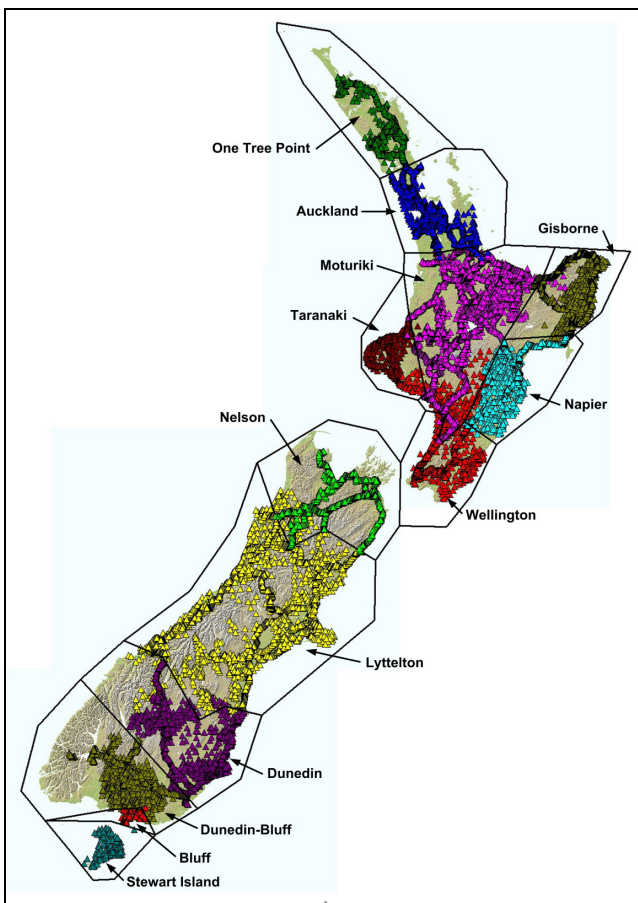 One Tree Point
Auckland
Gisborne
Moturiki
Taranaki
Napier
Nelson
Wellington
Lyttelton
Dunedin
Dunedin-Bluff
Bluff
Stewart Island